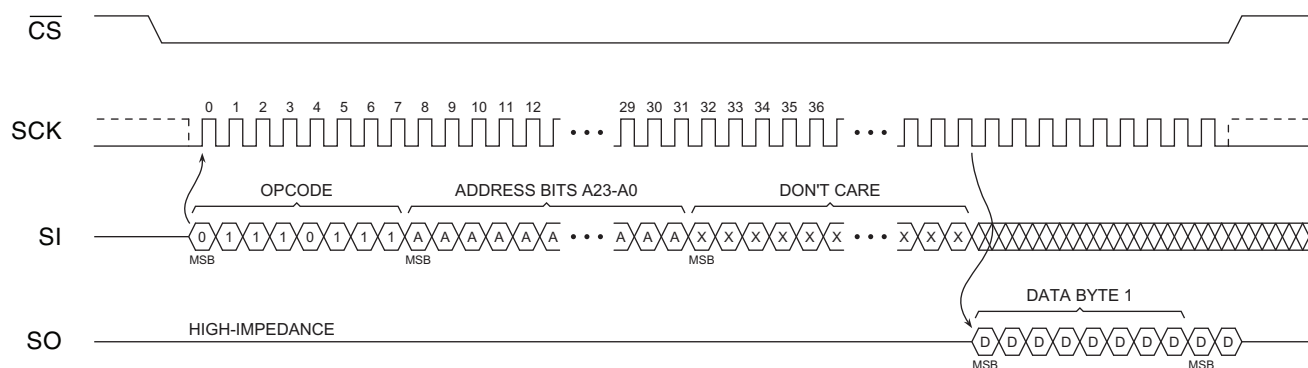 CS
SCK
0 1 2 3 4 5 6 7 8 9 10 11 12 29 30 31 32 33 34 35 36
• • • • • •
OPCODE ADDRESS BITS A23-A0 DON'T CARE
SI
0 1 1 1 0 1 1 1 A A A A A A • • • A A A X X X X X X • • • X X X
MSB MSB MSB
DATA BYTE 1
HIGH-IMPEDANCE
SO
D D D D D D D D D D
MSB MSB